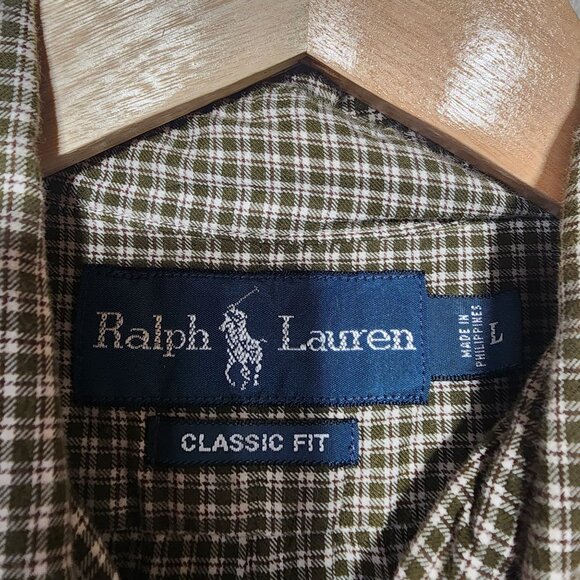 Ralph Lauren
MADE IN
PHILIPPINES
L
CLASSIC FIT